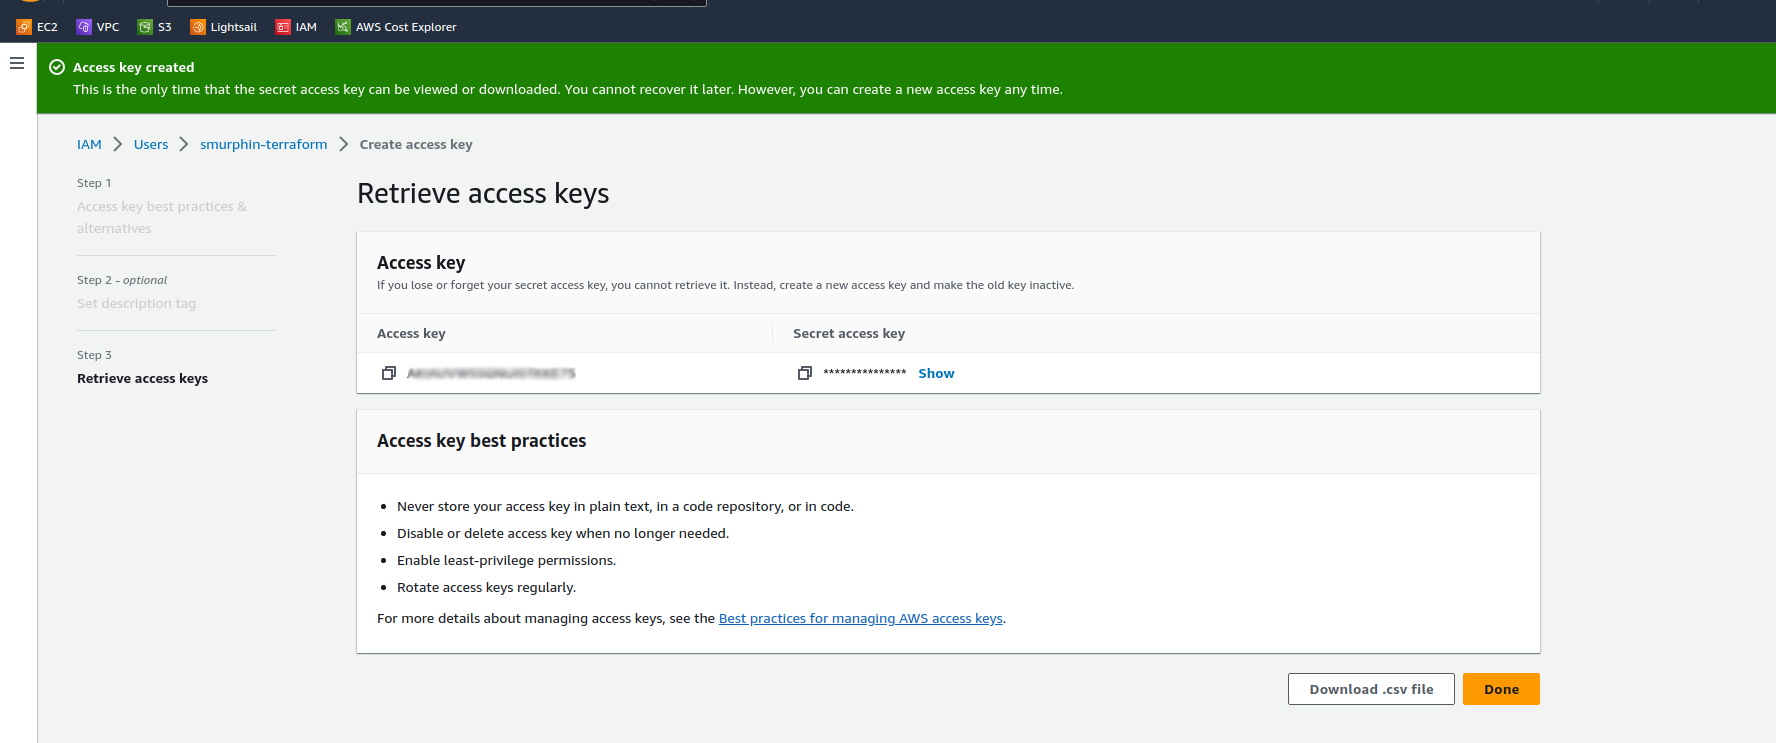 EC2 VPC S3 Lightsail IAM AWS Cost Explorer
Access key created
This is the only time that the secret access key can be viewed or downloaded. You cannot recover it later. However, you can create a new access key any time.
IAM Users smurphin-terraform Create access key
Step 1
Access key best practices &
alternatives
Step 2 - optional
Set description tag
Step 3
Retrieve access keys
Retrieve access keys
Access key
If you lose or forget your secret access key, you cannot retrieve it. Instead, create a new access key and make the old key inactive.
Access key Secret access key
*************** Show
Access key best practices
• Never store your access key in plain text, in a code repository, or in code.
• Disable or delete access key when no longer needed.
• Enable least-privilege permissions.
• Rotate access keys regularly.
For more details about managing access keys, see the Best practices for managing AWS access keys.
Download .csv file Done